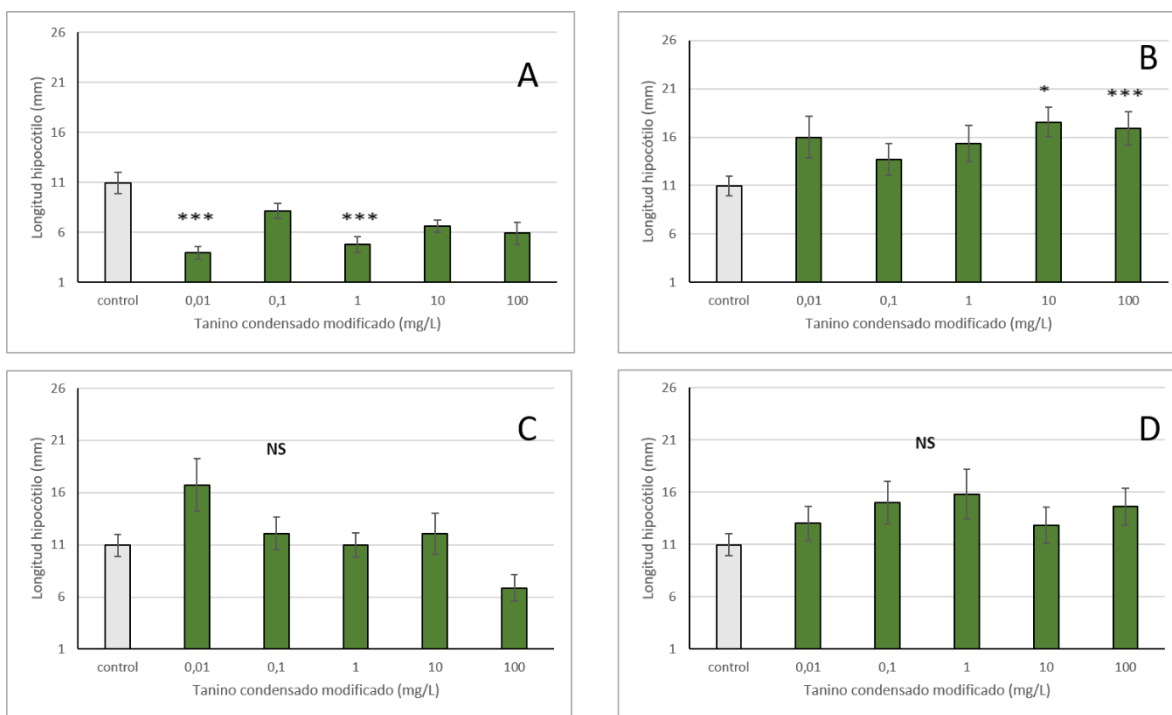 A
26
21
16
11
6
1
Longitud hipocótilo (mm)
***
***
control 0,01 0,1 1 10 100
Tanino condensado modificado (mg/L)
B
26
21
16
11
6
1
Longitud hipocótilo (mm)
*
***
control 0,01 0,1 1 10 100
Tanino condensado modificado (mg/L)
C
26
21
16
11
6
1
Longitud hipocótilo (mm)
NS
control 0,01 0,1 1 10 100
Tanino condensado modificado (mg/L)
D
26
21
16
11
6
1
Longitud hipocótilo (mm)
NS
control 0,01 0,1 1 10 100
Tanino condensado modificado (mg/L)